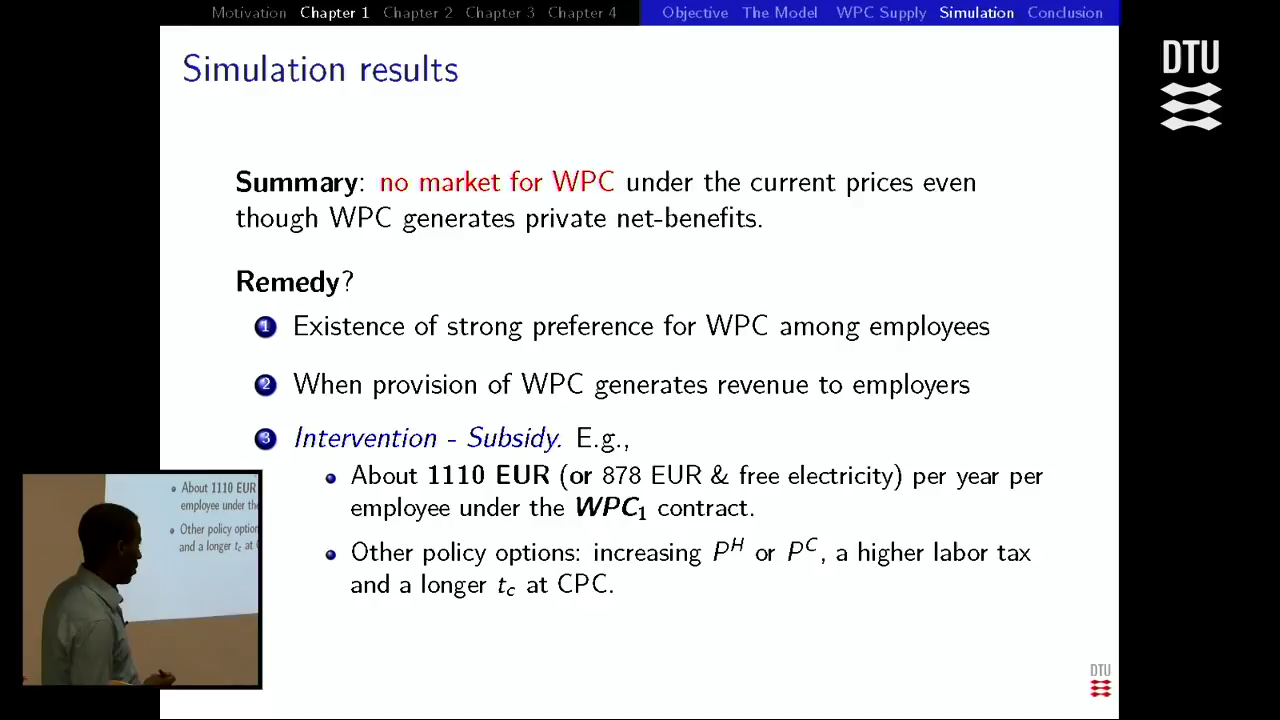 Motivation Chapter 1 Chapter 2 Chapter 3 Chapter 4 Objective The Model WPC Supply Simulation Conclusion
DTU
Simulation results
Summary: no market for WPC under the current prices even
though WPC generates private net-benefits.
Remedy?
1 Existence of strong preference for WPC among employees
2 When provision of WPC generates revenue to employers
3 Intervention - Subsidy. E.g.,
• About 1110 EUR (or 878 EUR & free electricity) per year per
employee under the WPC₁ contract.
• Other policy options: increasing Pᴴ or Pꟲ, a higher labor tax
and a longer t_c at CPC.
• About 1110 EUR
employee under the
• Other policy option
and a longer t_c at
DTU